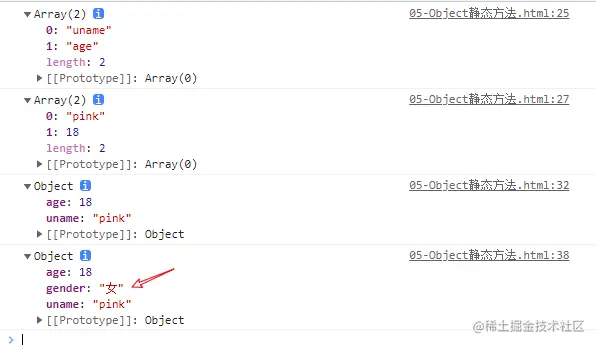 ▼Array(2) i 05-Object静态方法.html:25
0: "uname"
1: "age"
length: 2
▶[[Prototype]]: Array(0)
▼Array(2) i 05-Object静态方法.html:27
0: "pink"
1: 18
length: 2
▶[[Prototype]]: Array(0)
▼Object i 05-Object静态方法.html:32
age: 18
uname: "pink"
▶[[Prototype]]: Object
▼Object i 05-Object静态方法.html:38
age: 18
gender: "女"
uname: "pink"
▶[[Prototype]]: Object
>
@稀土掘金技术社区